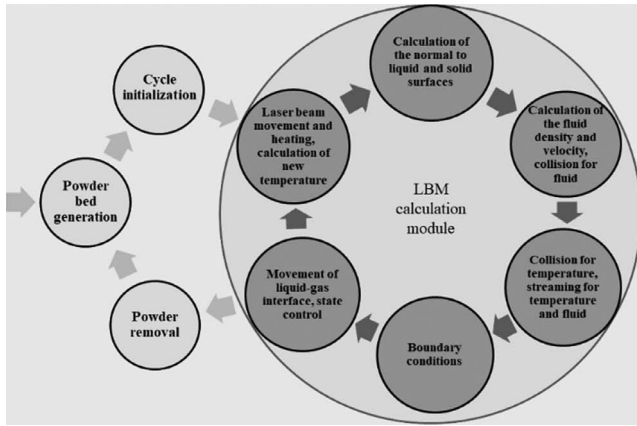 Cycle
initialization
Powder
bed
generation
Powder
removal
Laser beam
movement and
heating,
calculation of
new
temperature
Calculation of
the normal to
liquid and solid
surfaces
Calculation of
the fluid
density and
velocity,
collision for
fluid
Collision for
temperature,
streaming for
temperature
and fluid
Boundary
conditions
Movement of
liquid-gas
interface, state
control
LBM
calculation
module